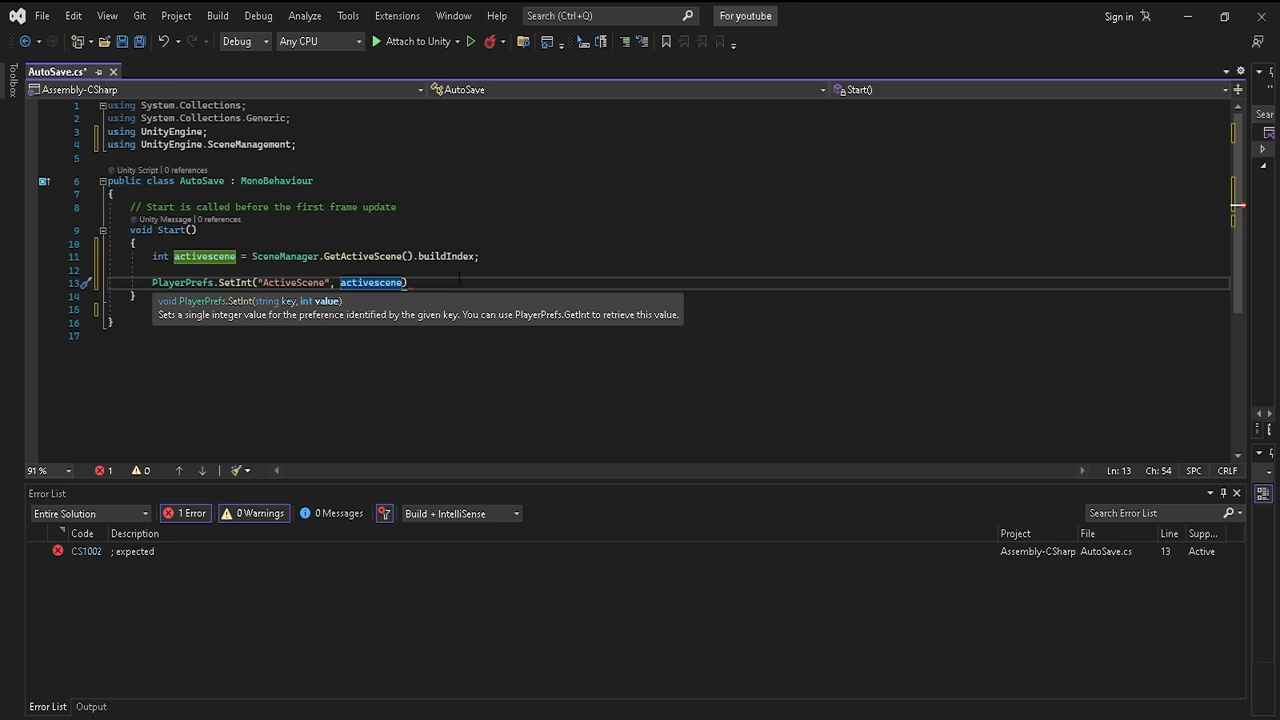 File Edit View Git Project Build Debug Analyze Tools Extensions Window Help Search (Ctrl+Q) For youtube Sign in
Debug Any CPU Attach to Unity
Toolbox
AutoSave.cs*
Assembly-CSharp AutoSave Start()
1 using System.Collections;
2 using System.Collections.Generic;
3 using UnityEngine;
4 using UnityEngine.SceneManagement;
5
Unity Script | 0 references
6 public class AutoSave : MonoBehaviour
7 {
8 // Start is called before the first frame update
Unity Message | 0 references
9 void Start()
10 {
11 int activescene = SceneManager.GetActiveScene().buildIndex;
12
13 PlayerPrefs.SetInt("ActiveScene", activescene)
14 }
void PlayerPrefs.SetInt(string key, int value)
Sets a single integer value for the preference identified by the given key. You can use PlayerPrefs.GetInt to retrieve this value.
15
16 }
17
Sear
91 % 1 0 Ln: 13 Ch: 54 SPC CRLF
Error List
Entire Solution 1 Error 0 Warnings 0 Messages Build + IntelliSense Search Error List
Code Description Project File Line Supp...
CS1002 ; expected Assembly-CSharp AutoSave.cs 13 Active
Error List Output